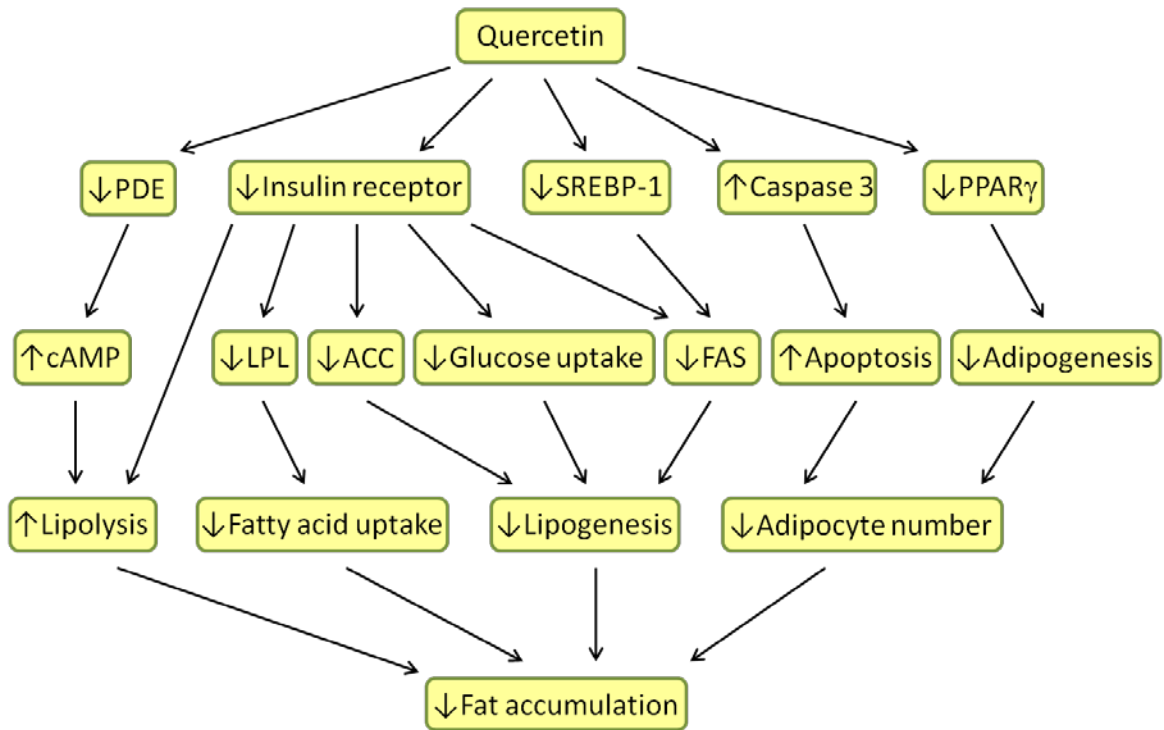 Quercetin
↓PDE
↓Insulin receptor
↓SREBP-1
↑Caspase 3
↓PPARγ
↑cAMP
↓LPL
↓ACC
↓Glucose uptake
↓FAS
↑Apoptosis
↓Adipogenesis
↑Lipolysis
↓Fatty acid uptake
↓Lipogenesis
↓Adipocyte number
↓Fat accumulation